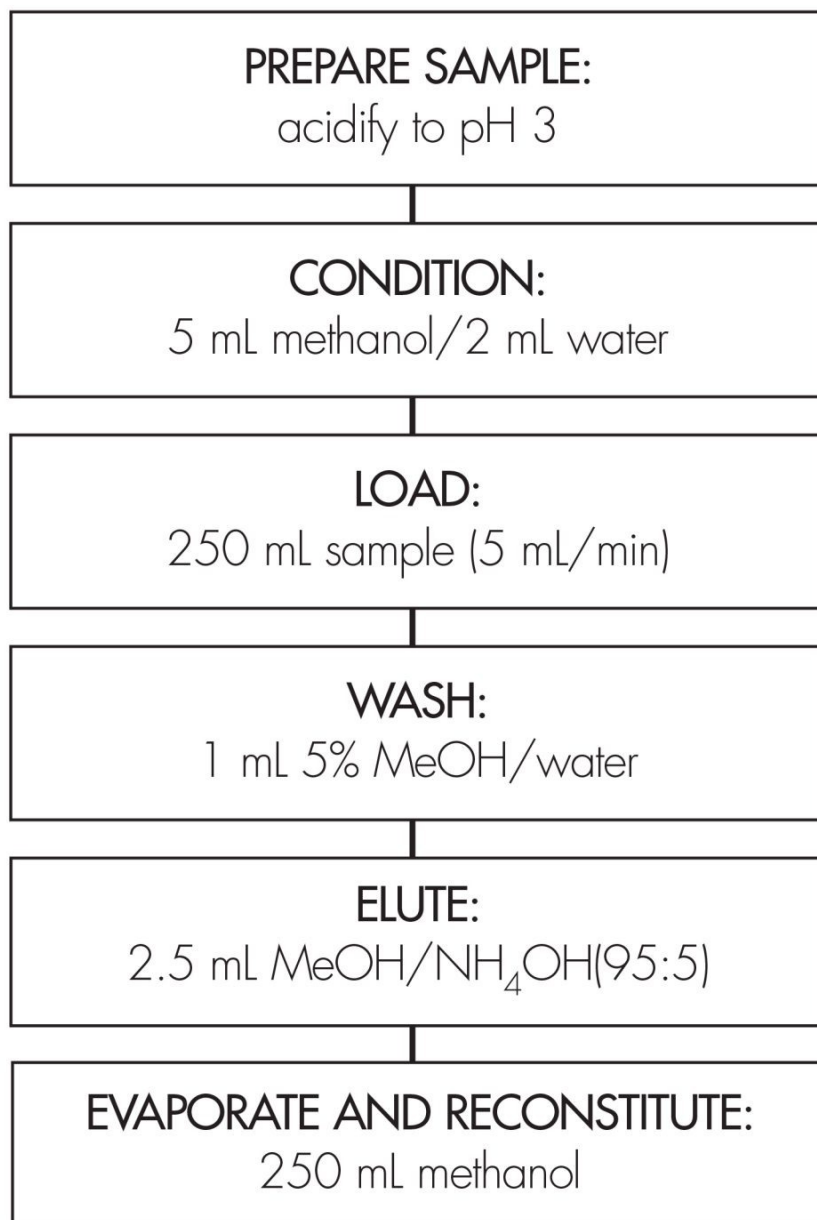 PREPARE SAMPLE:
acidify to pH 3
CONDITION:
5 mL methanol/2 mL water
LOAD:
250 mL sample (5 mL/min)
WASH:
1 mL 5% MeOH/water
ELUTE:
2.5 mL MeOH/NH₄OH(95:5)
EVAPORATE AND RECONSTITUTE:
250 mL methanol